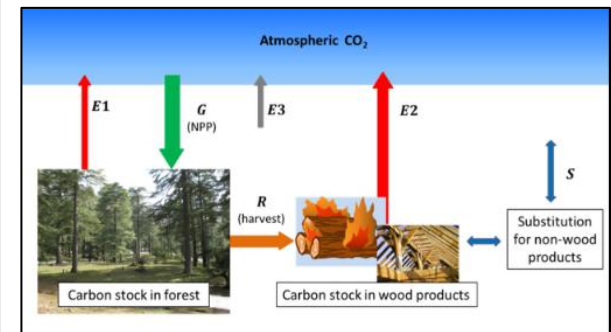 Atmospheric CO₂
E1
G
(NPP)
E3
E2
S
R
(harvest)
Substitution
for non-wood
products
Carbon stock in forest
Carbon stock in wood products